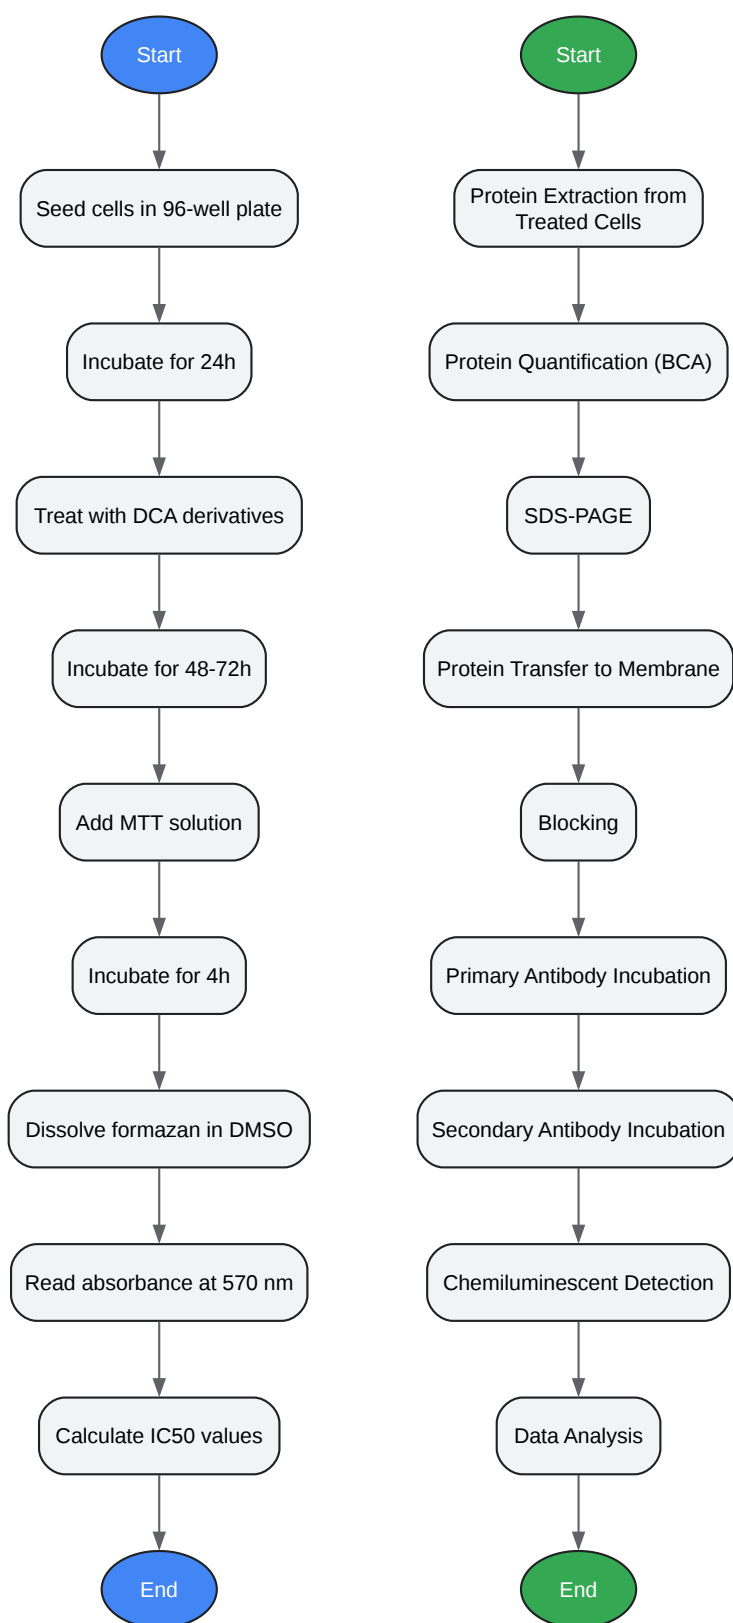 Start
Seed cells in 96-well plate
Incubate for 24h
Treat with DCA derivatives
Incubate for 48-72h
Add MTT solution
Incubate for 4h
Dissolve formazan in DMSO
Read absorbance at 570 nm
Calculate IC50 values
End
Start
Protein Extraction from
Treated Cells
Protein Quantification (BCA)
SDS-PAGE
Protein Transfer to Membrane
Blocking
Primary Antibody Incubation
Secondary Antibody Incubation
Chemiluminescent Detection
Data Analysis
End